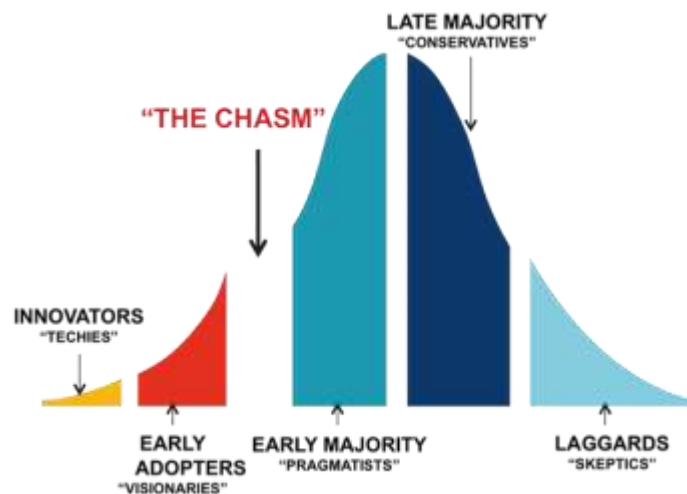 LATE MAJORITY
“CONSERVATIVES”
“THE CHASM”
INNOVATORS
“TECHIES”
EARLY
ADOPTERS
“VISIONARIES”
EARLY MAJORITY
“PRAGMATISTS”
LAGGARDS
“SKEPTICS”